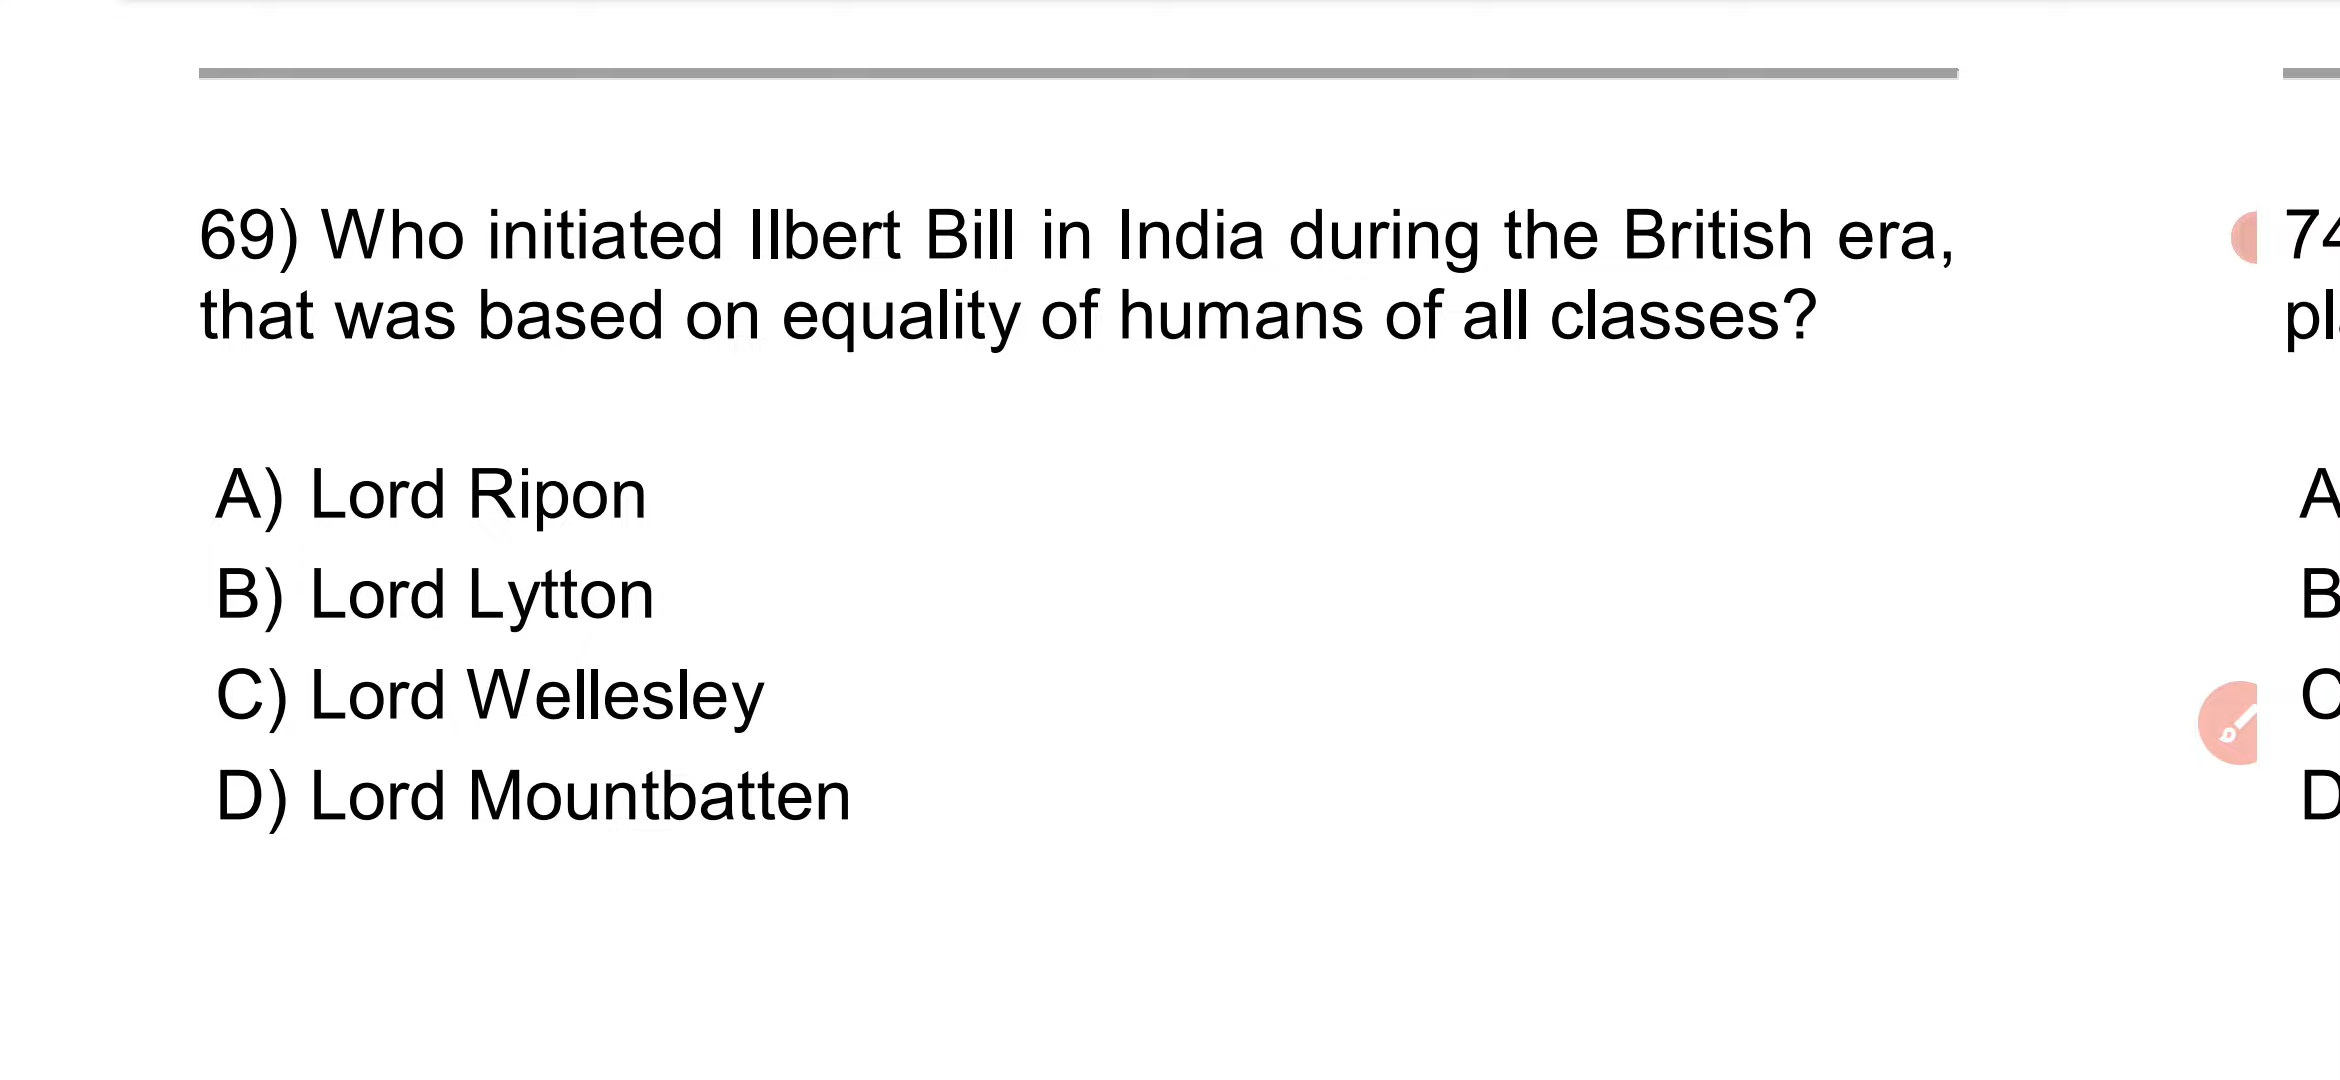 69) Who initiated Ilbert Bill in India during the British era,
that was based on equality of humans of all classes?
A) Lord Ripon
B) Lord Lytton
C) Lord Wellesley
D) Lord Mountbatten
74
A
B
C
D